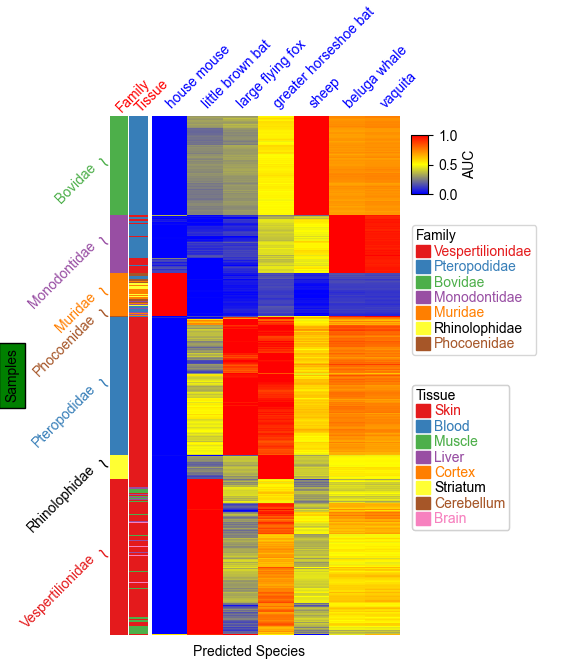 Family
Tissue
house mouse
little brown bat
large flying fox
greater horseshoe bat
sheep
beluga whale
vaquita
1.0
0.5
0.0
AUC
Bovidae
Monodontidae
Muridae
Phocoenidae
Pteropodidae
Rhinolophidae
Vespertilionidae
Samples
Family
Vespertilionidae
Pteropodidae
Bovidae
Monodontidae
Muridae
Rhinolophidae
Phocoenidae
Tissue
Skin
Blood
Muscle
Liver
Cortex
Striatum
Cerebellum
Brain
Predicted Species